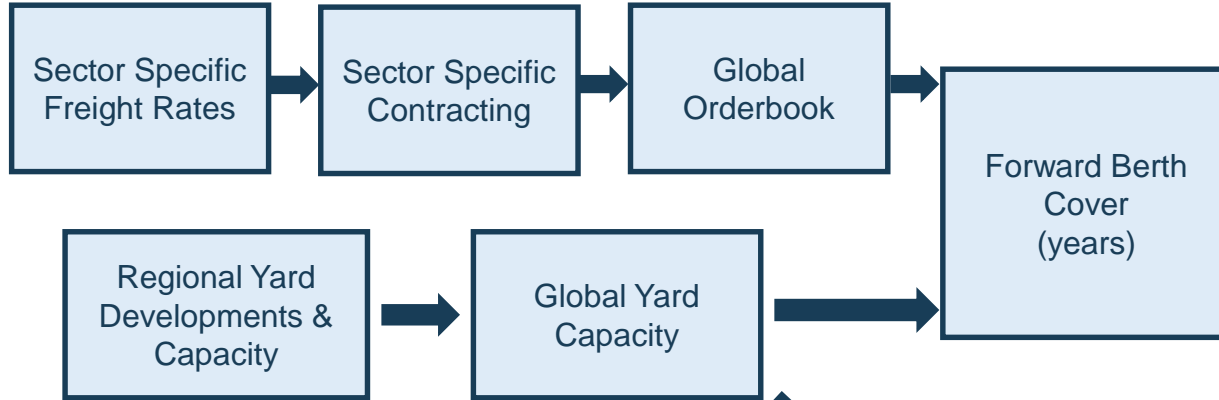 Sector Specific
Freight Rates
Sector Specific
Contracting
Global
Orderbook
Forward Berth
Cover
(years)
Regional Yard
Developments &
Capacity
Global Yard
Capacity